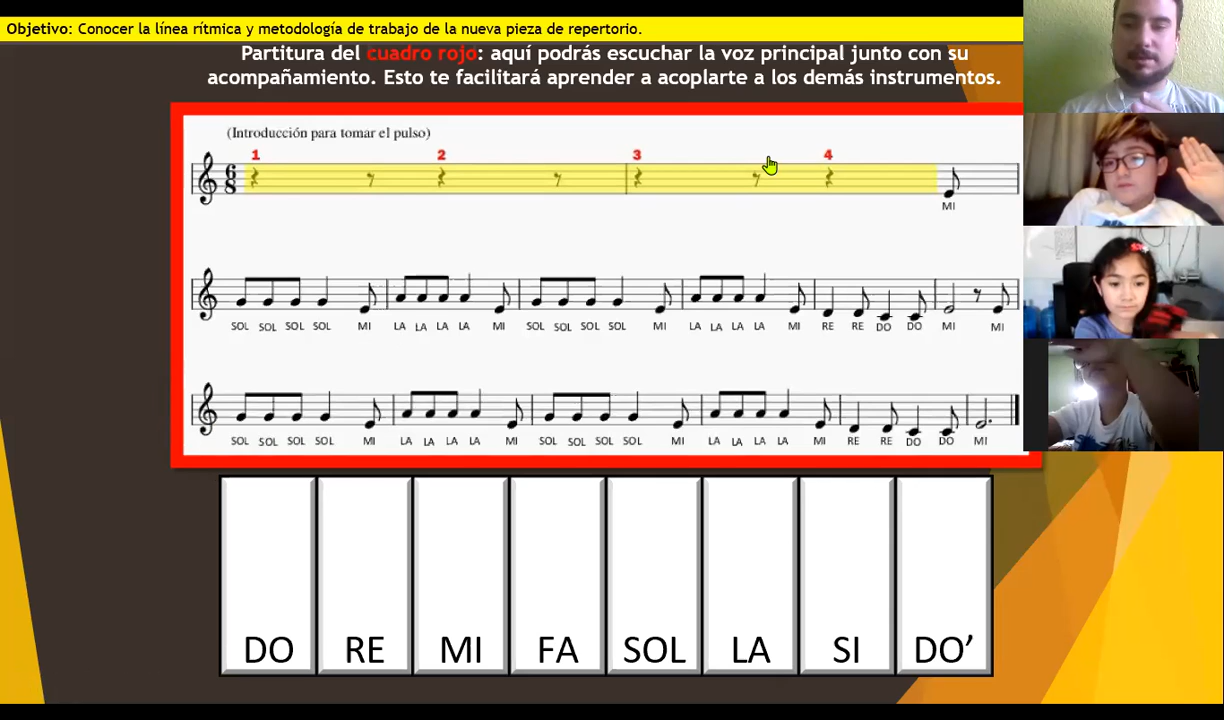 Objetivo: Conocer la línea rítmica y metodología de trabajo de la nueva pieza de repertorio.
Partitura del cuadro rojo: aquí podrás escuchar la voz principal junto con su
acompañamiento. Esto te facilitará aprender a acoplarte a los demás instrumentos.
(Introducción para tomar el pulso)
1 2 3 4
6
8
MI
SOL SOL SOL SOL MI LA LA LA LA MI SOL SOL SOL SOL MI LA LA LA LA MI RE RE DO DO MI MI
SOL SOL SOL SOL MI LA LA LA LA MI SOL SOL SOL SOL MI LA LA LA LA MI RE RE DO DO MI
DO RE MI FA SOL LA SI DO’